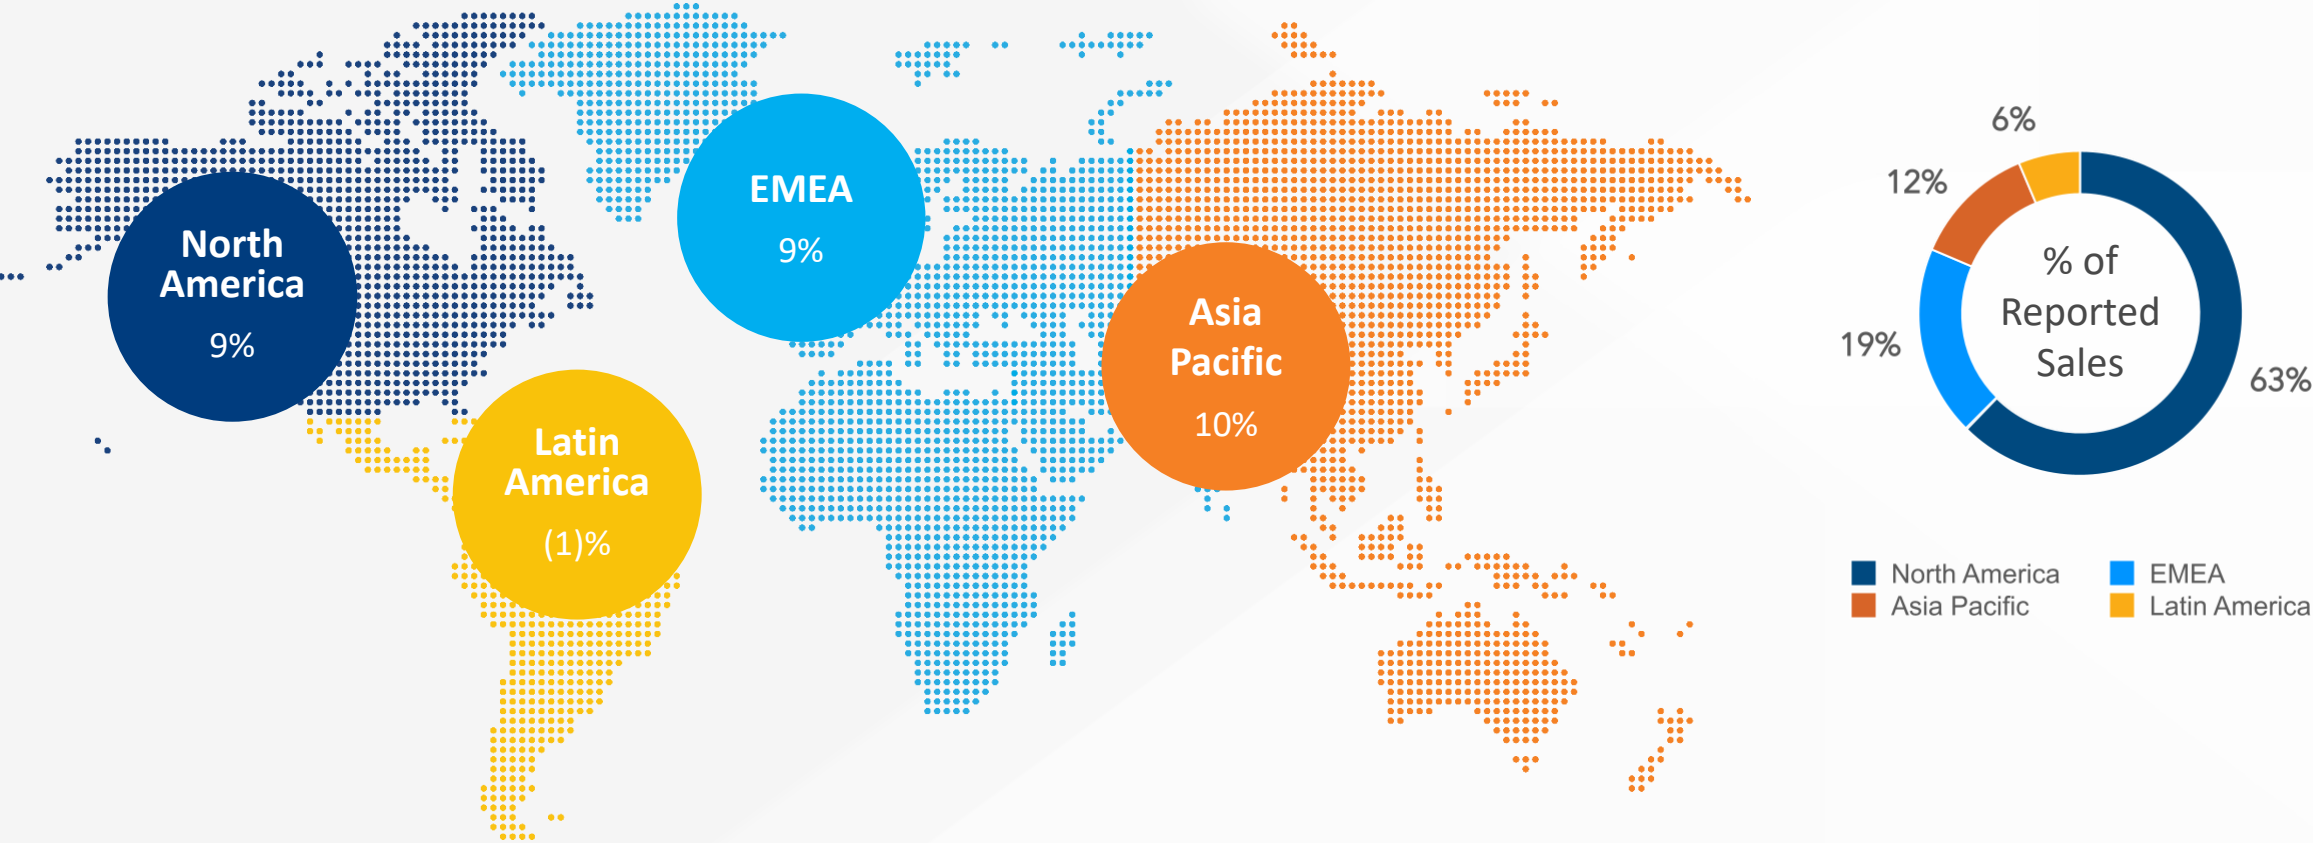 North
America
9%
EMEA
9%
Latin
America
(1)%
Asia
Pacific
10%
6%
12%
19%
63%
% of
Reported
Sales
North America
EMEA
Asia Pacific
Latin America